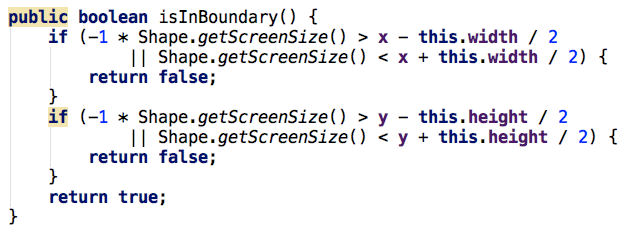 public boolean isInBoundary() {
    if (-1 * Shape.getScreenSize() > x - this.width / 2
            || Shape.getScreenSize() < x + this.width / 2) {
        return false;
    }
    if (-1 * Shape.getScreenSize() > y - this.height / 2
            || Shape.getScreenSize() < y + this.height / 2) {
        return false;
    }
    return true;
}